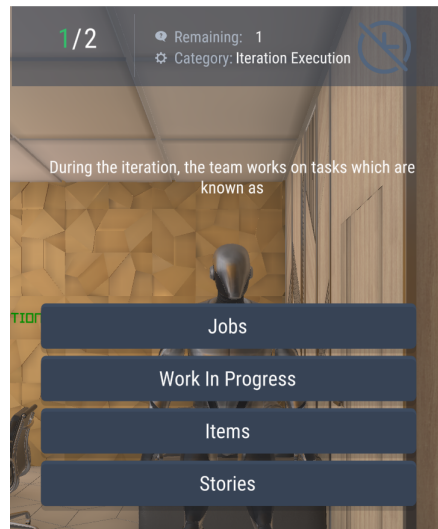 1/2
Remaining: 1
Category: Iteration Execution
During the iteration, the team works on tasks which are
known as
Jobs
Work In Progress
Items
Stories